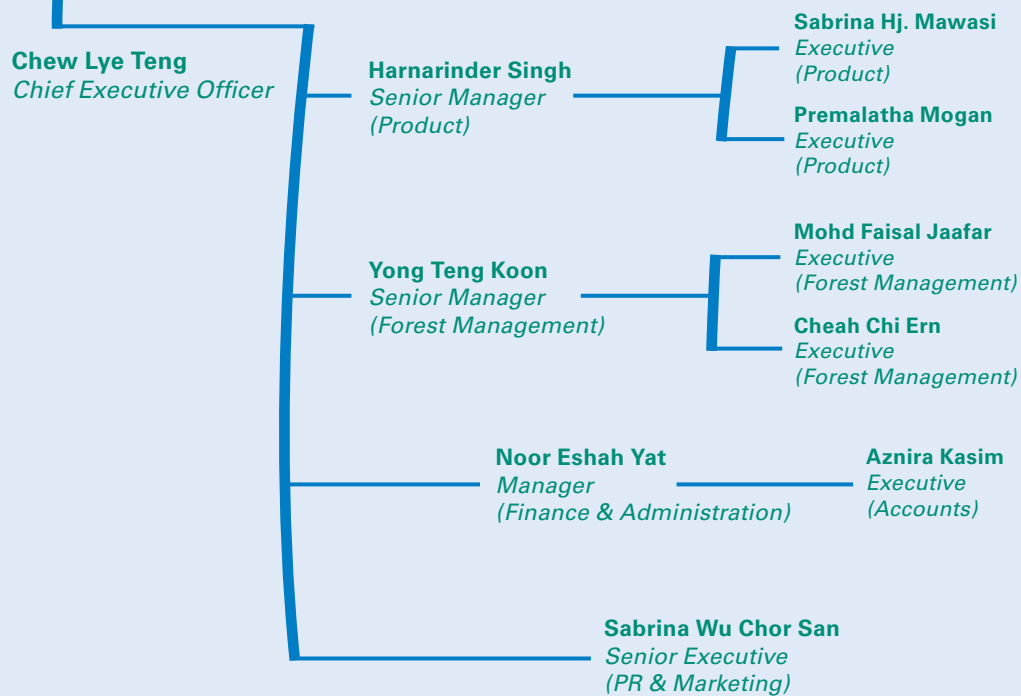 Chew Lye Teng
Chief Executive Officer
Harnarinder Singh
Senior Manager
(Product)
Sabrina Hj. Mawasi
Executive
(Product)
Premalatha Mogan
Executive
(Product)
Yong Teng Koon
Senior Manager
(Forest Management)
Mohd Faisal Jaafar
Executive
(Forest Management)
Cheah Chi Ern
Executive
(Forest Management)
Noor Eshah Yat
Manager
(Finance & Administration)
Aznira Kasim
Executive
(Accounts)
Sabrina Wu Chor San
Senior Executive
(PR & Marketing)